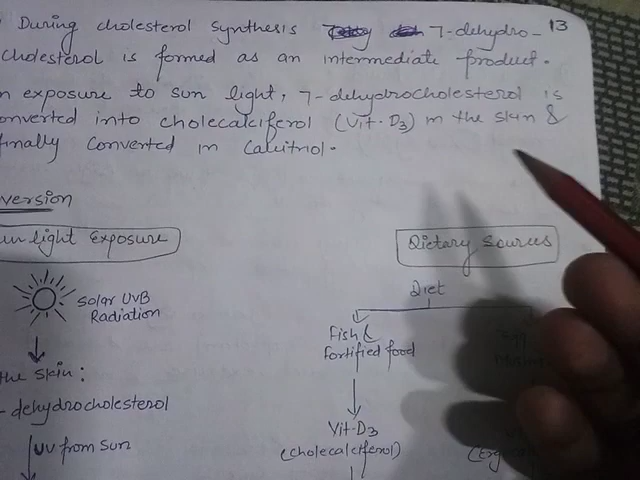 During cholesterol synthesis 7-dehydro-
13
cholesterol is formed as an intermediate product.
n exposure to sun light, 7-dehydrocholesterol is
onverted into cholecalciferol (Vit. D3) in the skin &
finally converted in Calcitriol.
version
un light Exposure
Dietary Sources
Solar UVB
Radiation
Diet
Fish &
fortified food
the skin:
- dehydrocholesterol
UV from Sun
Vit-D3
(cholecalciferol)